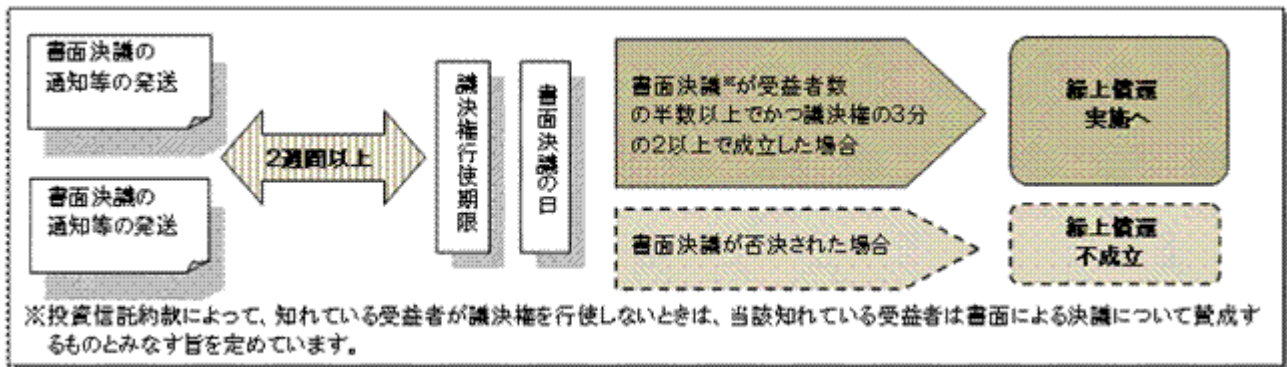 書面決議の
通知等の発送
書面決議の
通知等の発送
2週間以上
議決権行使期限
書面決議の日
書面決議※が受益者数
の半数以上でかつ議決権の3分
の2以上で成立した場合
繰上償還
実施へ
書面決議が否決された場合
繰上償還
不成立
※投資信託約款によって、知れている受益者が議決権を行使しないときは、当該知れている受益者は書面による決議について賛成す
るものとみなす旨を定めています。